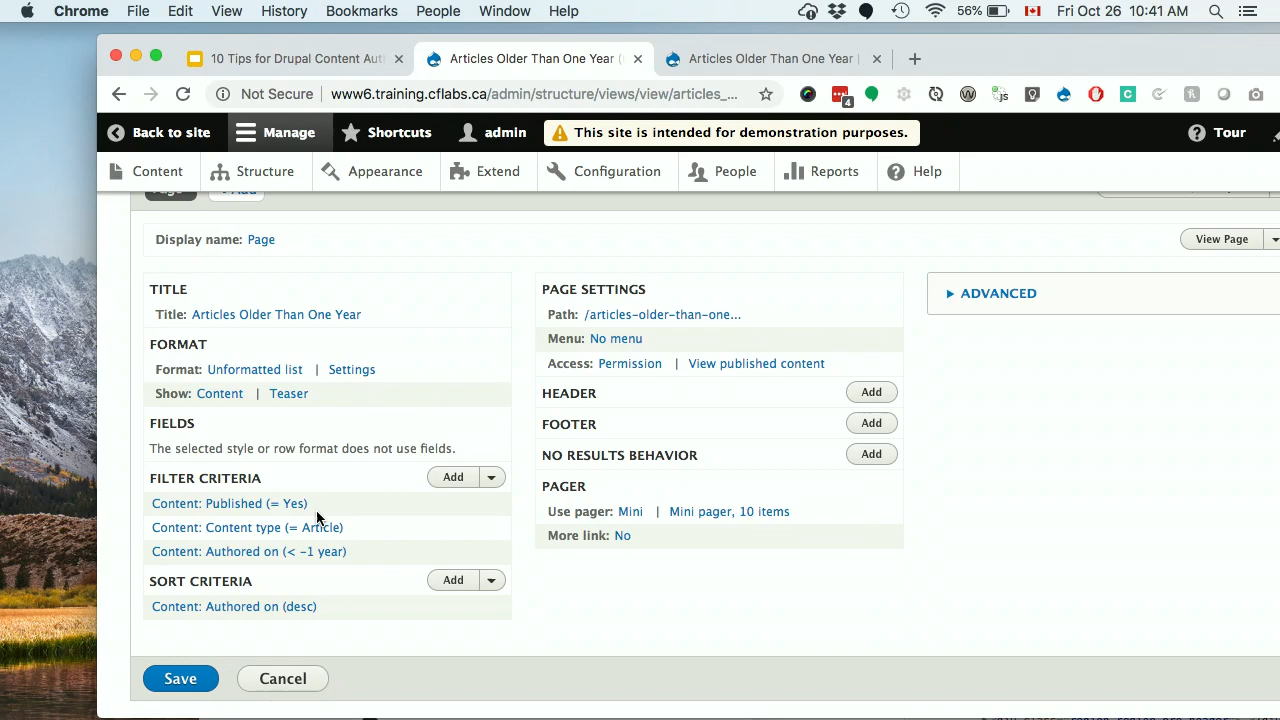 Chrome File Edit View History Bookmarks People Window Help 56% Fri Oct 26 10:41 AM
10 Tips for Drupal Content Aut
Articles Older Than One Year (
Articles Older Than One Year |
Not Secure www6.training.cflabs.ca/admin/structure/views/view/articles_... 4
Back to site Manage Shortcuts admin This site is intended for demonstration purposes. Tour
Content Structure Appearance Extend Configuration People Reports Help
Display name: Page
View Page
TITLE
Title: Articles Older Than One Year
FORMAT
Format: Unformatted list | Settings
Show: Content | Teaser
FIELDS
The selected style or row format does not use fields.
FILTER CRITERIA Add
Content: Published (= Yes)
Content: Content type (= Article)
Content: Authored on (< -1 year)
SORT CRITERIA Add
Content: Authored on (desc)
PAGE SETTINGS
Path: /articles-older-than-one...
Menu: No menu
Access: Permission | View published content
HEADER Add
FOOTER Add
NO RESULTS BEHAVIOR Add
PAGER
Use pager: Mini | Mini pager, 10 items
More link: No
ADVANCED
Save Cancel